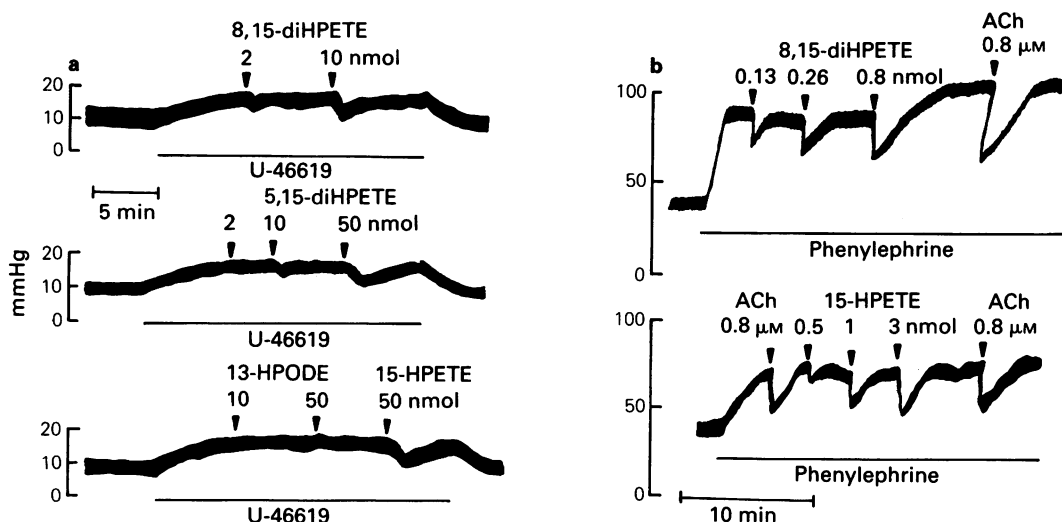 a
8,15-diHPETE
2 10 nmol
20
10
0
U-46619
5 min
5,15-diHPETE
2 10 50 nmol
20
10
0
mmHg
U-46619
13-HPODE 15-HPETE
10 50 50 nmol
20
10
0
U-46619
b
8,15-diHPETE
0.13 0.26 0.8 nmol
ACh
0.8 μM
100
50
0
Phenylephrine
ACh 15-HPETE ACh
0.8 μM 0.5 1 3 nmol 0.8 μM
100
50
0
Phenylephrine
10 min